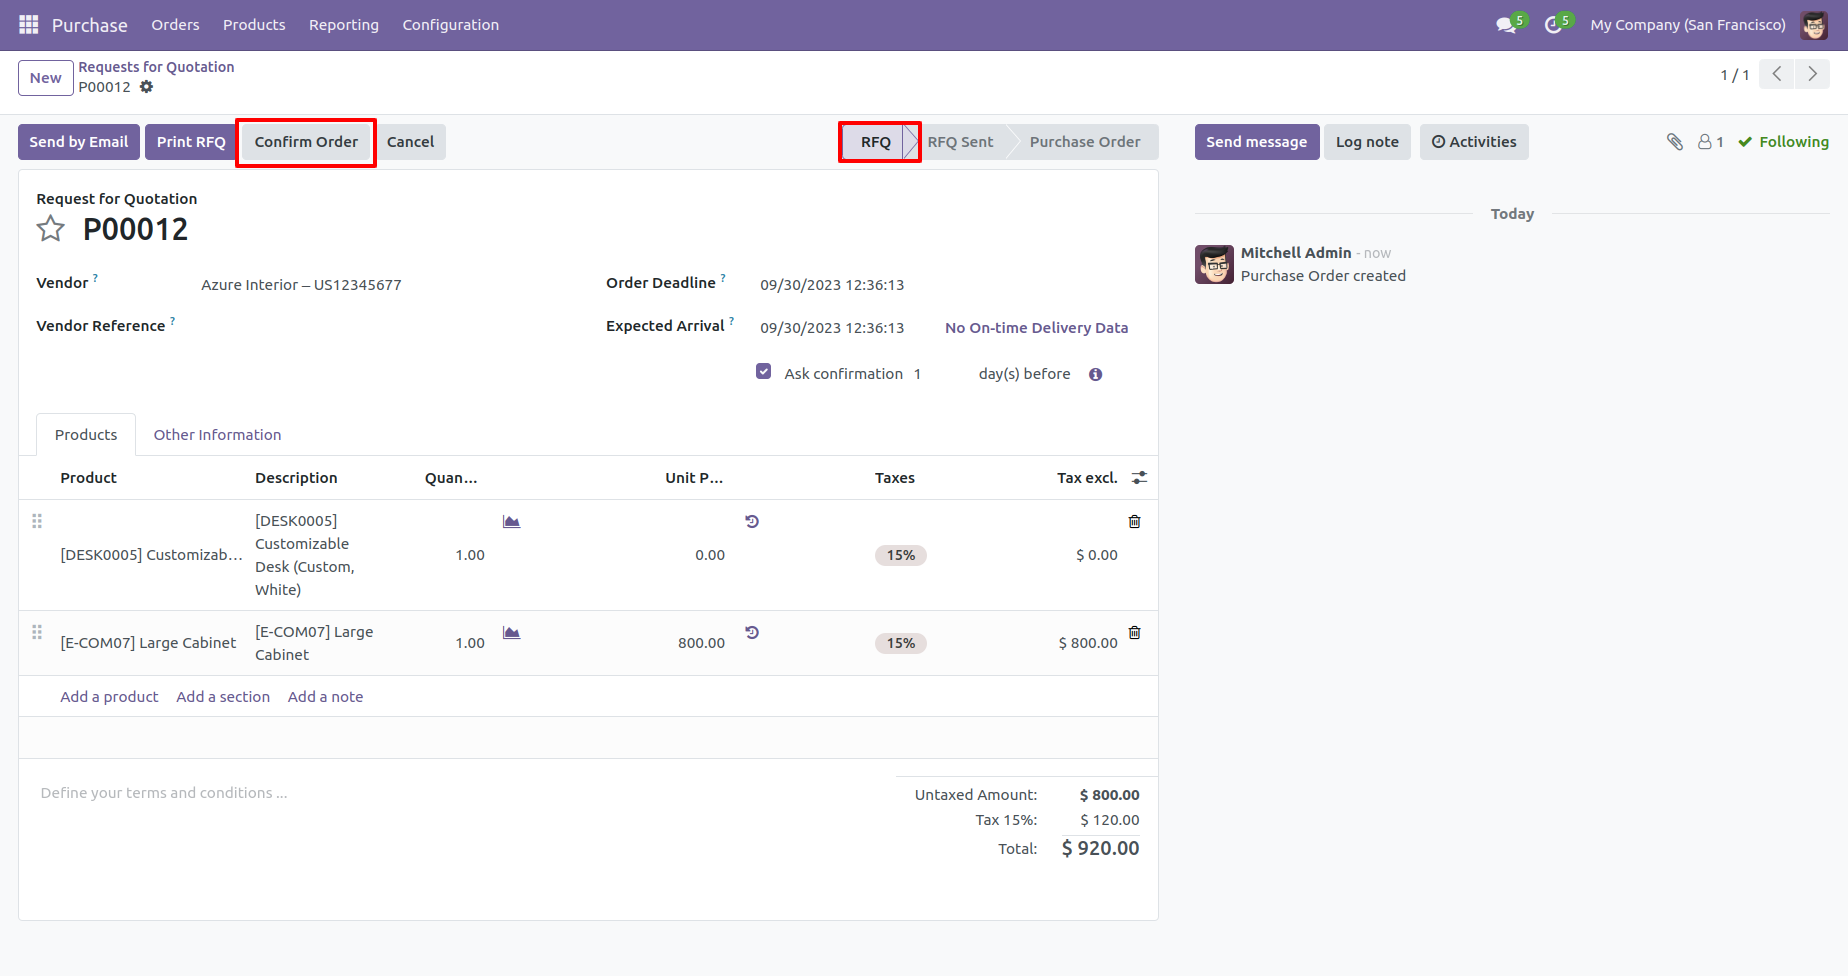 Purchase Orders Products Reporting Configuration 5 5 My Company (San Francisco)
New Requests for Quotation
P00012 1 / 1
Send by Email Print RFQ Confirm Order Cancel RFQ RFQ Sent Purchase Order Send message Log note Activities 1 Following
Request for Quotation
P00012
Today
Mitchell Admin - now
Purchase Order created
Vendor ? Azure Interior – US12345677 Order Deadline ? 09/30/2023 12:36:13
Vendor Reference ? Expected Arrival ? 09/30/2023 12:36:13 No On-time Delivery Data
Ask confirmation 1 day(s) before
Products Other Information
Product Description Quan... Unit P... Taxes Tax excl.
[DESK0005]
Customizable
[DESK0005] Customizab... 1.00 0.00 15% $ 0.00
Desk (Custom,
White)
[E-COM07] Large
[E-COM07] Large Cabinet 1.00 800.00 15% $ 800.00
Cabinet
Add a product Add a section Add a note
Define your terms and conditions ...
Untaxed Amount: $ 800.00
Tax 15%: $ 120.00
Total: $ 920.00